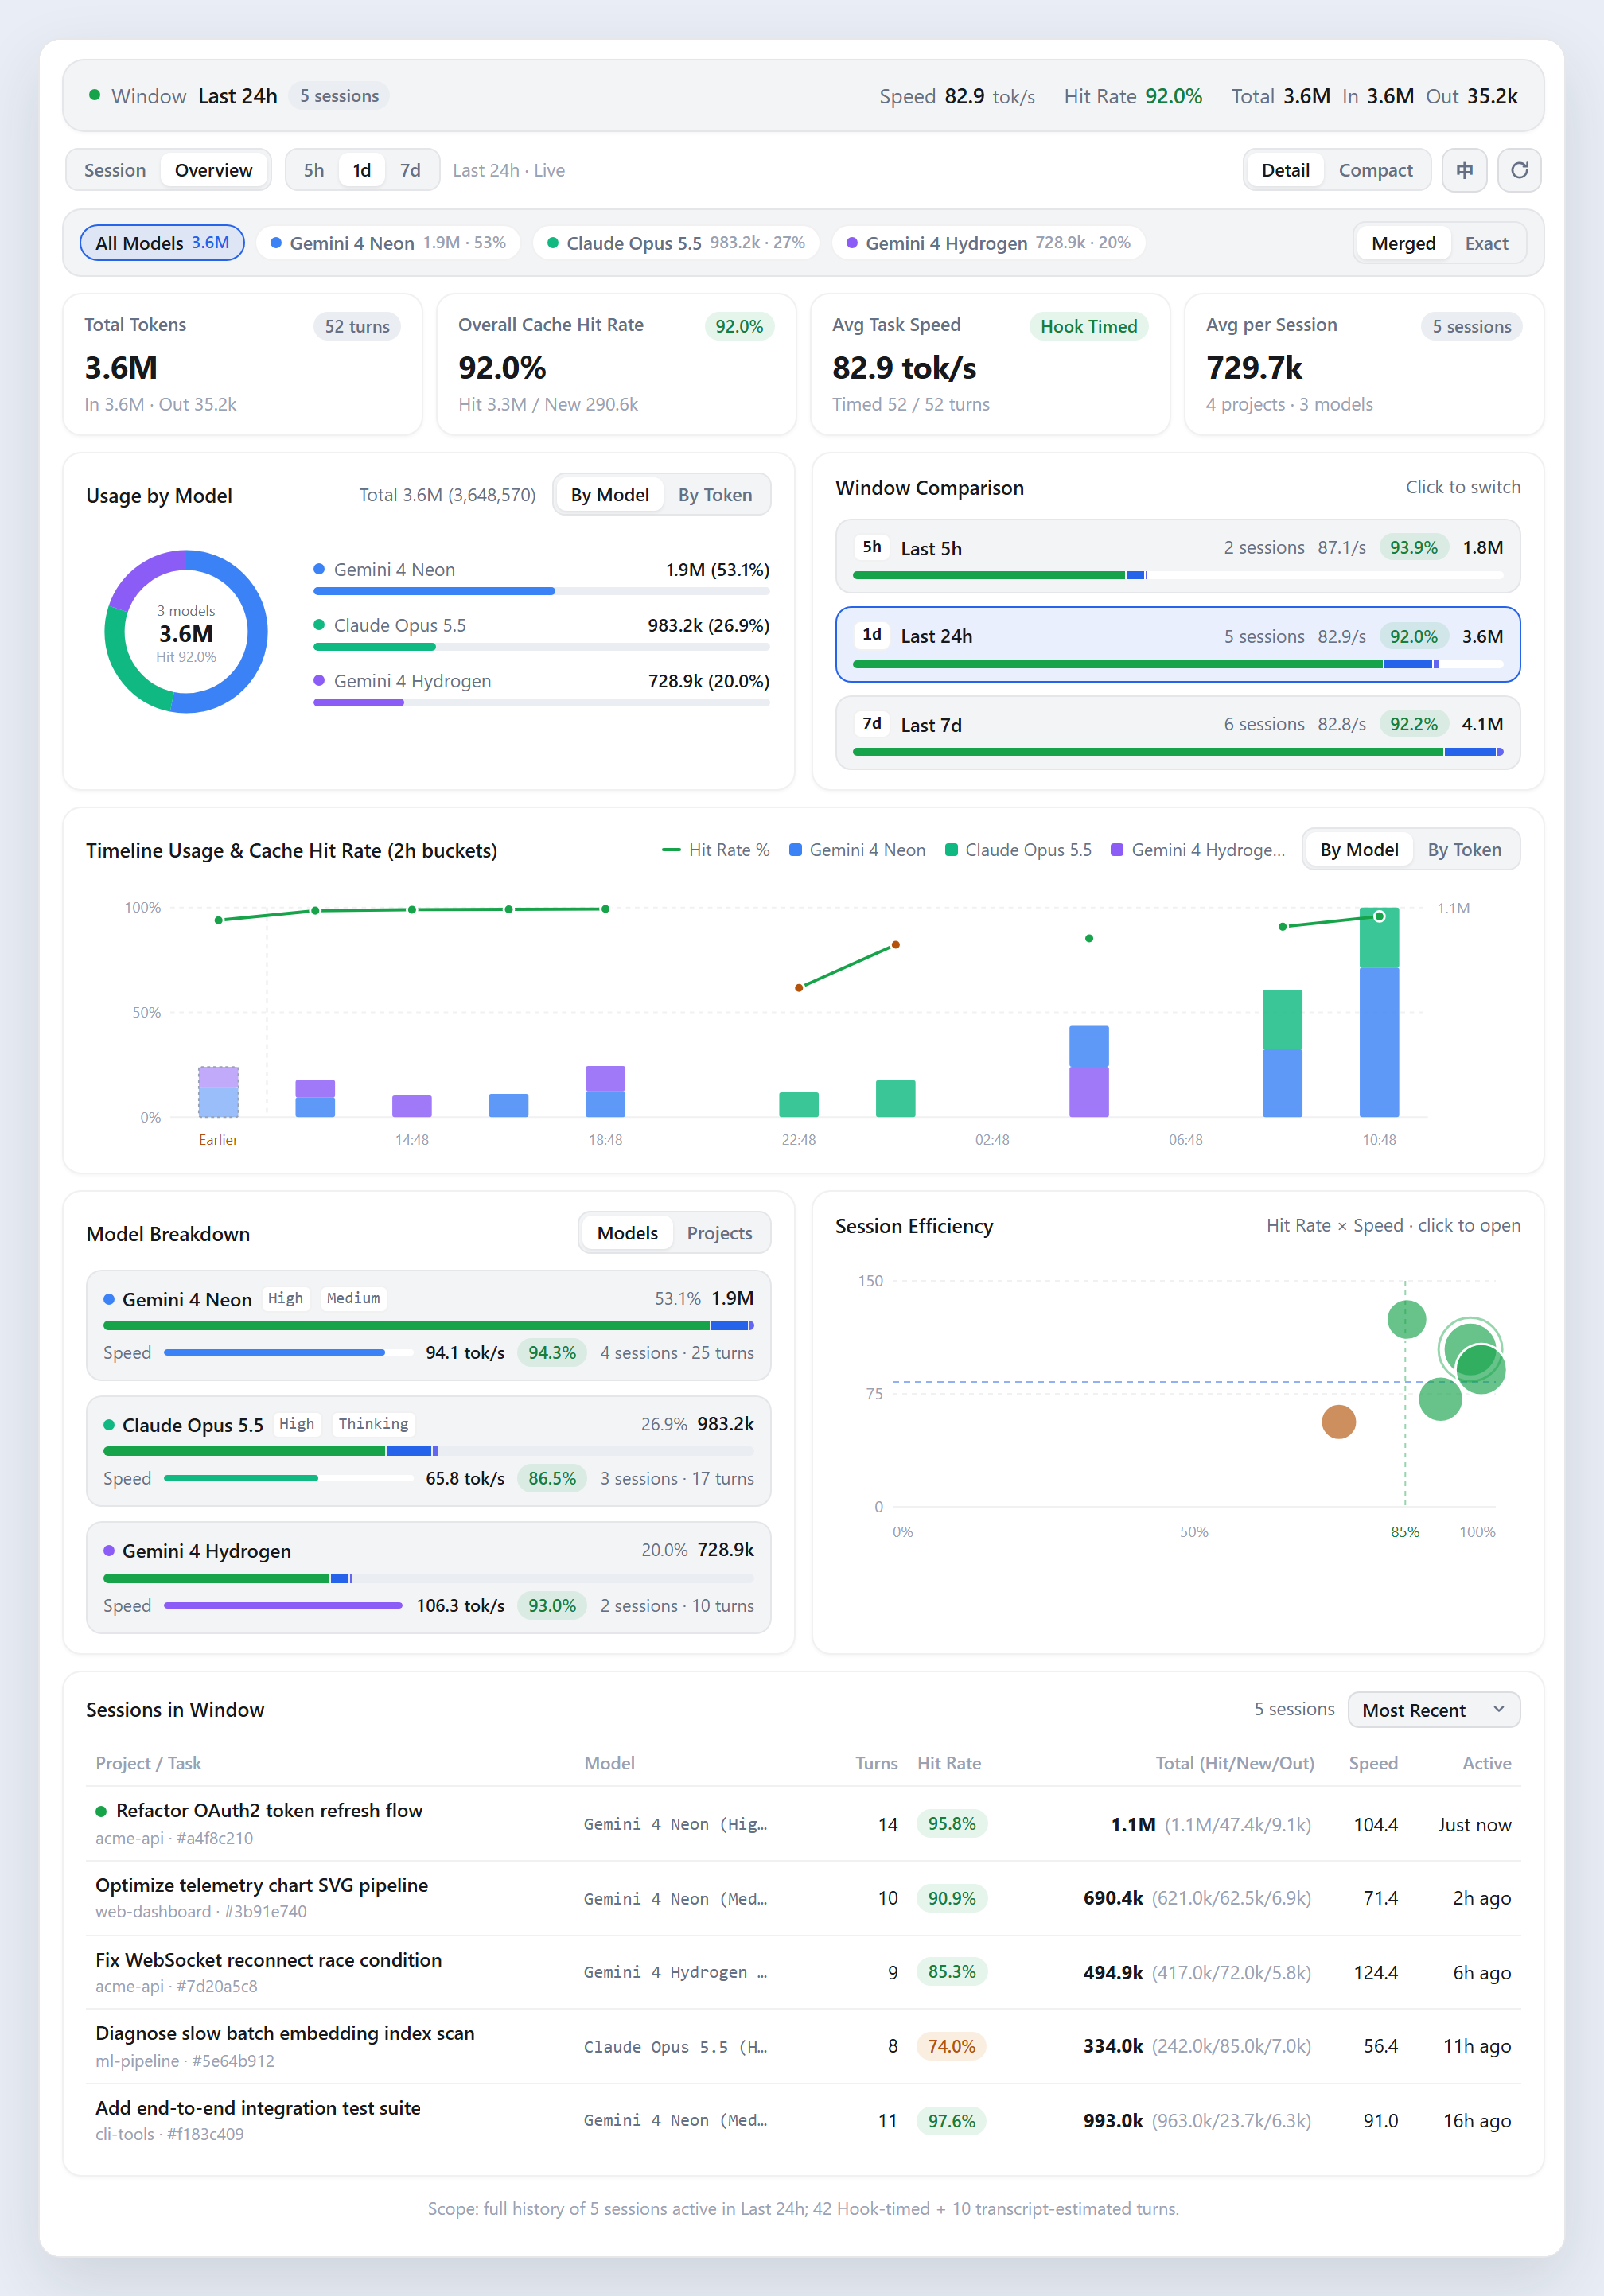 Window Last 24h 5 sessions Speed 82.9 tok/s Hit Rate 92.0% Total 3.6M In 3.6M Out 35.2k
Session Overview 5h 1d 7d Last 24h · Live Detail Compact 中
All Models 3.6M Gemini 4 Neon 1.9M · 53% Claude Opus 5.5 983.2k · 27% Gemini 4 Hydrogen 728.9k · 20% Merged Exact
Total Tokens 52 turns
3.6M
In 3.6M · Out 35.2k
Overall Cache Hit Rate 92.0%
92.0%
Hit 3.3M / New 290.6k
Avg Task Speed Hook Timed
82.9 tok/s
Timed 52 / 52 turns
Avg per Session 5 sessions
729.7k
4 projects · 3 models
Usage by Model Total 3.6M (3,648,570) By Model By Token
3 models
3.6M
Hit 92.0%
Gemini 4 Neon 1.9M (53.1%)
Claude Opus 5.5 983.2k (26.9%)
Gemini 4 Hydrogen 728.9k (20.0%)
Window Comparison Click to switch
5h Last 5h 2 sessions 87.1/s 93.9% 1.8M
1d Last 24h 5 sessions 82.9/s 92.0% 3.6M
7d Last 7d 6 sessions 82.8/s 92.2% 4.1M
Timeline Usage & Cache Hit Rate (2h buckets) Hit Rate % Gemini 4 Neon Claude Opus 5.5 Gemini 4 Hydroge... By Model By Token
100% 1.1M
50%
0%
Earlier 14:48 18:48 22:48 02:48 06:48 10:48
Model Breakdown Models Projects
Gemini 4 Neon High Medium 53.1% 1.9M
Speed 94.1 tok/s 94.3% 4 sessions · 25 turns
Claude Opus 5.5 High Thinking 26.9% 983.2k
Speed 65.8 tok/s 86.5% 3 sessions · 17 turns
Gemini 4 Hydrogen 20.0% 728.9k
Speed 106.3 tok/s 93.0% 2 sessions · 10 turns
Session Efficiency Hit Rate × Speed · click to open
150
75
0
0% 50% 85% 100%
Sessions in Window 5 sessions Most Recent
Project / Task Model Turns Hit Rate Total (Hit/New/Out) Speed Active
Refactor OAuth2 token refresh flow
acme-api · #a4f8c210
Gemini 4 Neon (Hig… 14 95.8% 1.1M (1.1M/47.4k/9.1k) 104.4 Just now
Optimize telemetry chart SVG pipeline
web-dashboard · #3b91e740
Gemini 4 Neon (Med… 10 90.9% 690.4k (621.0k/62.5k/6.9k) 71.4 2h ago
Fix WebSocket reconnect race condition
acme-api · #7d20a5c8
Gemini 4 Hydrogen … 9 85.3% 494.9k (417.0k/72.0k/5.8k) 124.4 6h ago
Diagnose slow batch embedding index scan
ml-pipeline · #5e64b912
Claude Opus 5.5 (H… 8 74.0% 334.0k (242.0k/85.0k/7.0k) 56.4 11h ago
Add end-to-end integration test suite
cli-tools · #f183c409
Gemini 4 Neon (Med… 11 97.6% 993.0k (963.0k/23.7k/6.3k) 91.0 16h ago
Scope: full history of 5 sessions active in Last 24h; 42 Hook-timed + 10 transcript-estimated turns.